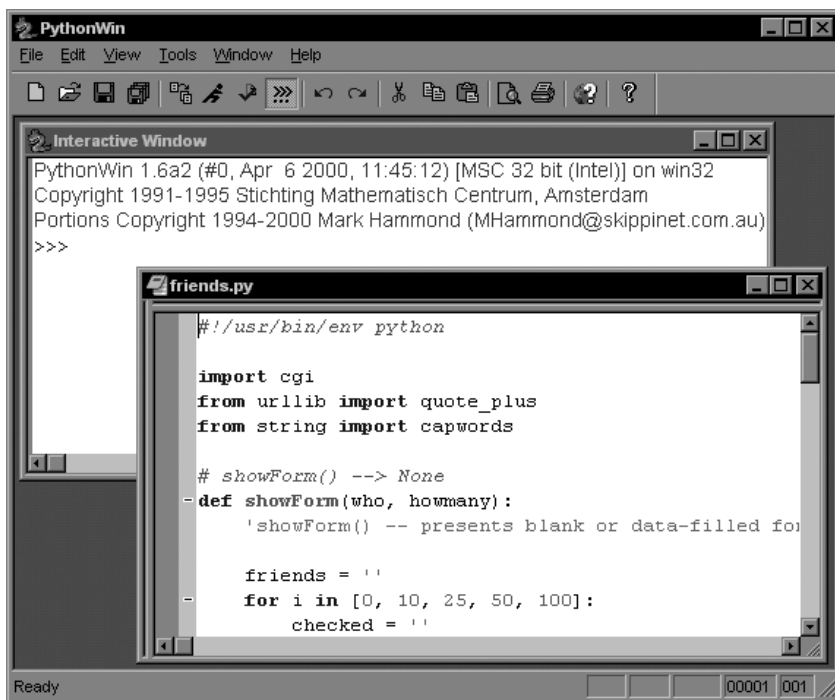 PythonWin
File Edit View Tools Window Help
Interactive Window
PythonWin 1.6a2 (#0, Apr 6 2000, 11:45:12) [MSC 32 bit (Intel)] on win32
Copyright 1991-1995 Stichting Mathematisch Centrum, Amsterdam
Portions Copyright 1994-2000 Mark Hammond (MHammond@skippinet.com.au)
>>>
friends.py
#!/usr/bin/env python
import cgi
from urllib import quote_plus
from string import capwords
# showForm() --> None
def showForm(who, howmany):
'showForm() -- presents blank or data-filled for
friends = ''
for i in [0, 10, 25, 50, 100]:
checked = ''
Ready
00001 001